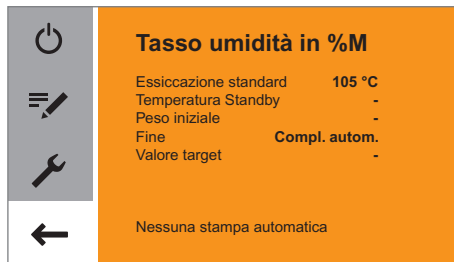 Tasso umidità in %M
Essiccazione standard 105 °C
Temperatura Standby -
Peso iniziale -
Fine Compl. autom.
Valore target -
Nessuna stampa automatica